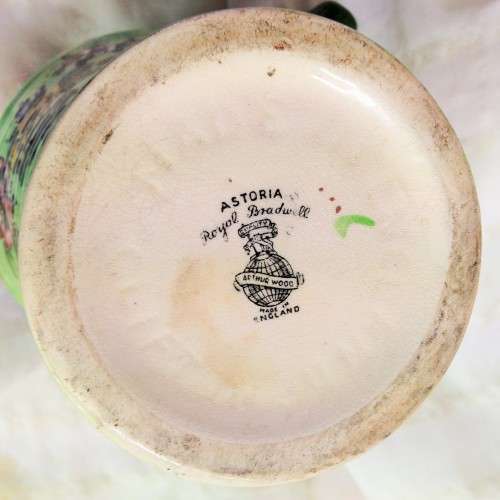 ASTORIA
Royal Bradwell
ARTHUR WOOD
MADE IN
ENGLAND